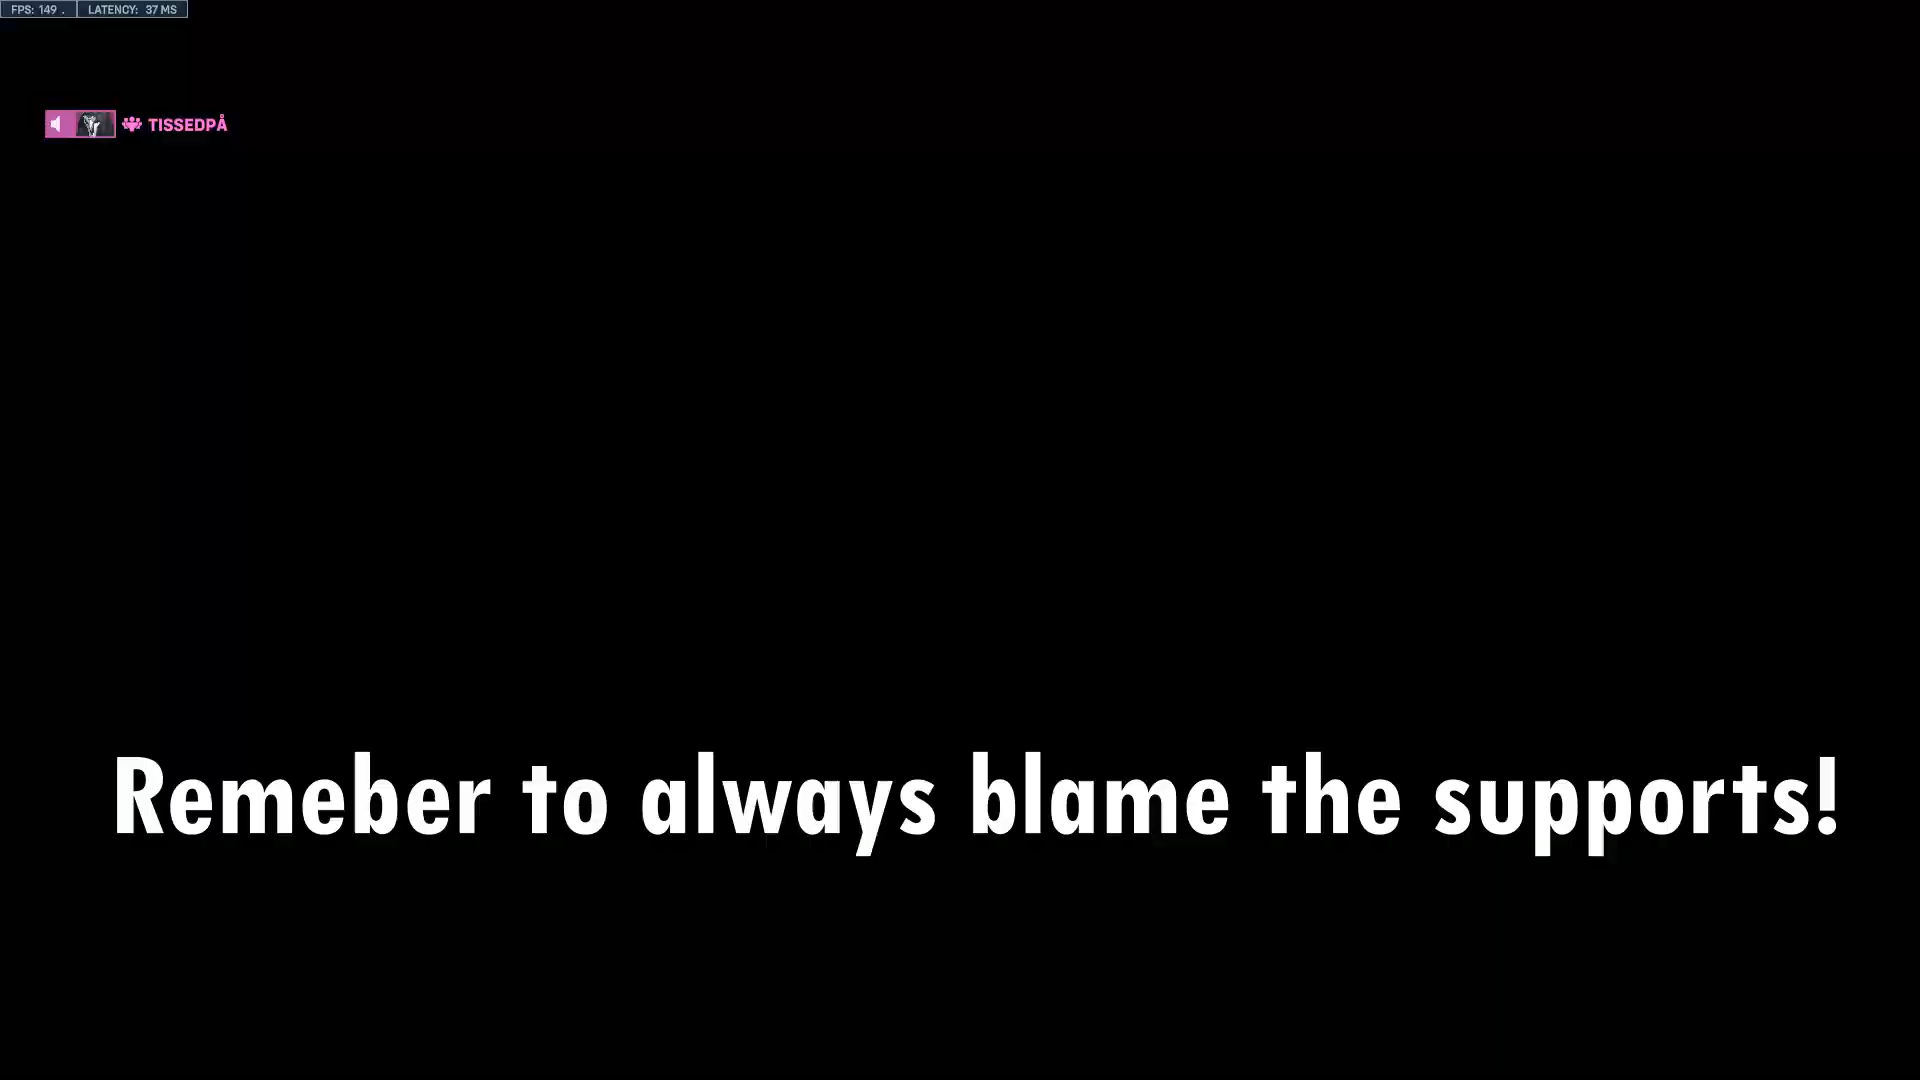 FPS: 149 . LATENCY: 37 MS
TISSEDPÅ
Remeber to always blame the supports!